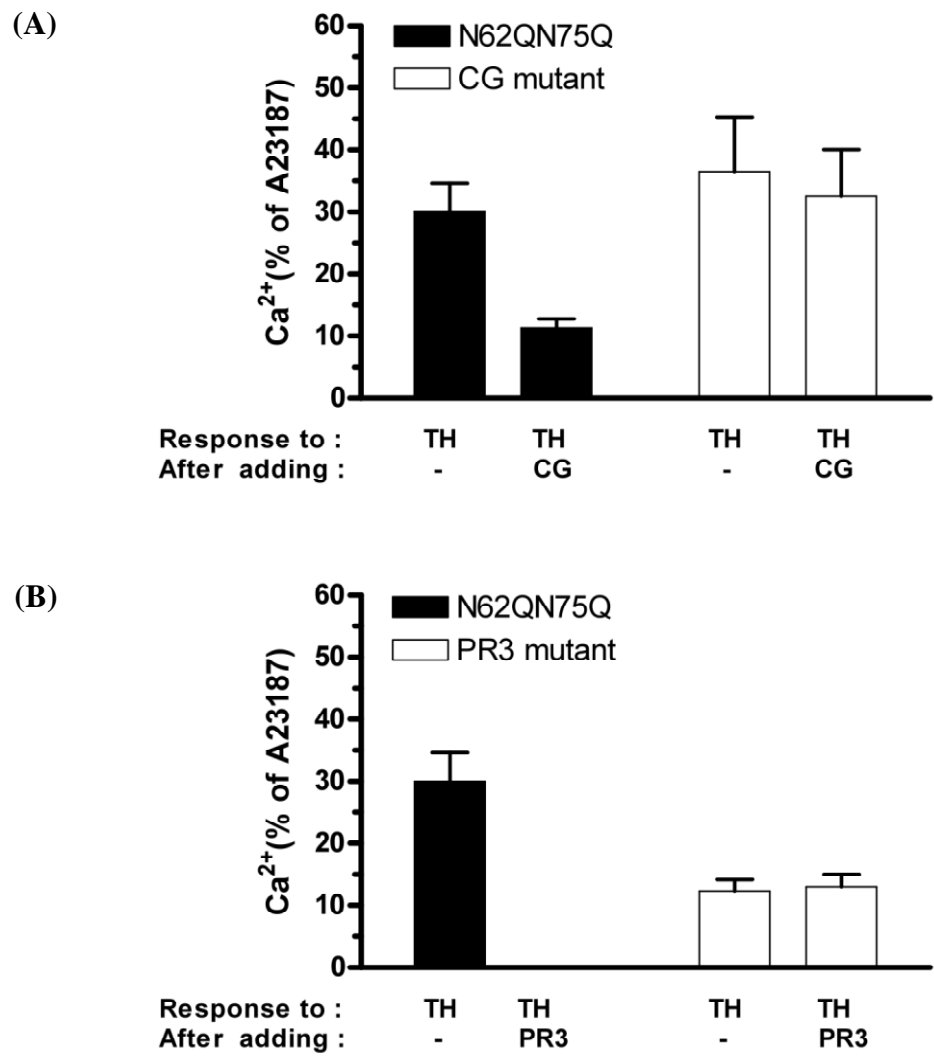 (A)
60
50
40
30
20
10
0
Ca²⁺(% of A23187)
N62QN75Q
CG mutant
Response to : TH TH TH TH
After adding : - CG - CG
(B)
60
50
40
30
20
10
0
Ca²⁺(% of A23187)
N62QN75Q
PR3 mutant
Response to : TH TH TH TH
After adding : - PR3 - PR3